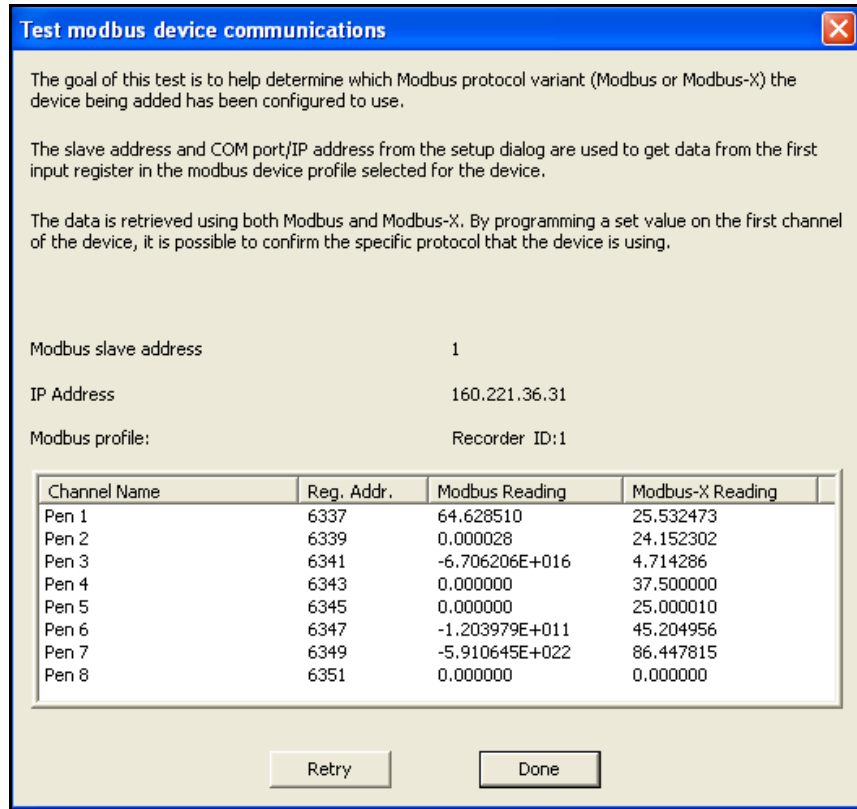 Test modbus device communications
The goal of this test is to help determine which Modbus protocol variant (Modbus or Modbus-X) the
device being added has been configured to use.
The slave address and COM port/IP address from the setup dialog are used to get data from the first
input register in the modbus device profile selected for the device.
The data is retrieved using both Modbus and Modbus-X. By programming a set value on the first channel
of the device, it is possible to confirm the specific protocol that the device is using.
Modbus slave address 1
IP Address 160.221.36.31
Modbus profile: Recorder ID:1
Channel Name Reg. Addr. Modbus Reading Modbus-X Reading
Pen 1 6337 64.628510 25.532473
Pen 2 6339 0.000028 24.152302
Pen 3 6341 -6.706206E+016 4.714286
Pen 4 6343 0.000000 37.500000
Pen 5 6345 0.000000 25.000010
Pen 6 6347 -1.203979E+011 45.204956
Pen 7 6349 -5.910645E+022 86.447815
Pen 8 6351 0.000000 0.000000
Retry Done